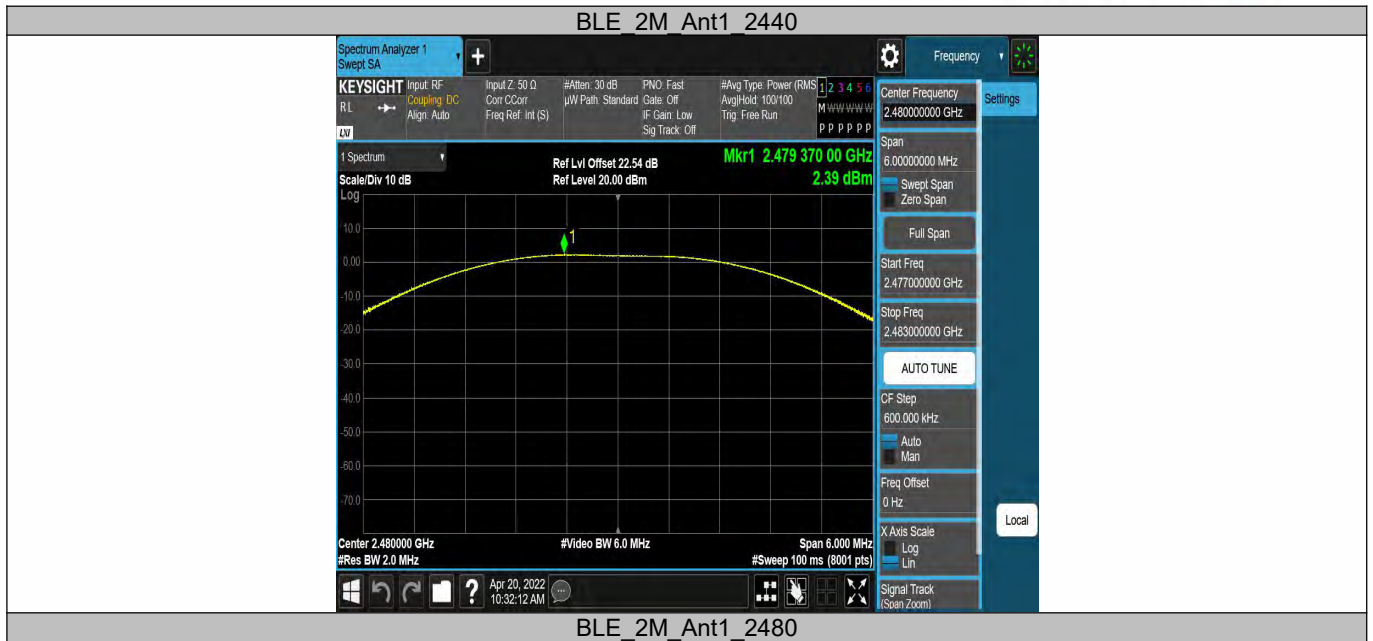 BLE_2M_Ant1_2440
Spectrum Analyzer 1
Swept SA
+
Frequency
KEYSIGHT
RL
LXI
Input: RF
Coupling: DC
Align: Auto
Input Z: 50 Ω
Corr CCorr
Freq Ref: Int (S)
#Atten: 30 dB
µW Path: Standard
PNO: Fast
Gate: Off
IF Gain: Low
Sig Track: Off
#Avg Type: Power (RMS
Avg|Hold: 100/100
Trig: Free Run
1 2 3 4 5 6
M W W W W W
P P P P P P
1 Spectrum
Scale/Div 10 dB
Log
Ref Lvl Offset 22.54 dB
Ref Level 20.00 dBm
Mkr1 2.479 370 00 GHz
2.39 dBm
1
10.0
0.00
-10.0
-20.0
-30.0
-40.0
-50.0
-60.0
-70.0
Center 2.480000 GHz
#Res BW 2.0 MHz
#Video BW 6.0 MHz
Span 6.000 MHz
#Sweep 100 ms (8001 pts)
Center Frequency
2.480000000 GHz
Settings
Span
6.00000000 MHz
Swept Span
Zero Span
Full Span
Start Freq
2.477000000 GHz
Stop Freq
2.483000000 GHz
AUTO TUNE
CF Step
600.000 kHz
Auto
Man
Freq Offset
0 Hz
X Axis Scale
Log
Lin
Local
Signal Track
(Span Zoom)
?
Apr 20, 2022
10:32:12 AM
BLE_2M_Ant1_2480